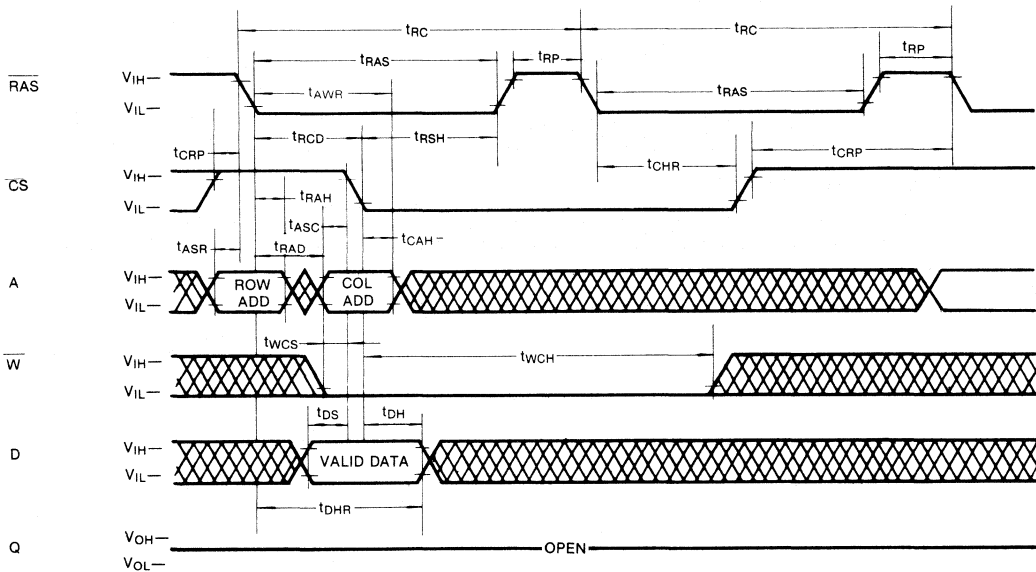 tRC tRC
tRAS tRP tRP
RAS VIH—
tAWR tRAS
VIL—
tRCD tRSH
tCRP tCHR tCRP
CS VIH—
tRAH
VIL—
tASC
tASR tRAD tCAH
A VIH—
ROW ADD COL ADD
VIL—
tWCS tWCH
W VIH—
VIL—
tDS tDH
D VIH—
VALID DATA
VIL—
tDHR
Q VOH—
OPEN
VOL—